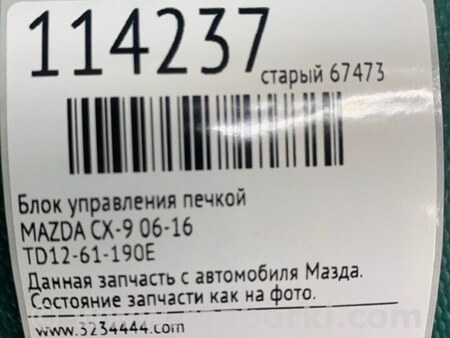 114237
старый 67473
Блок управления печкой
MAZDA CX-9 06-16
TD12-61-190E
Данная запчасть с автомобиля Мазда.
Состояние запчасти как на фото.
www.3234444.com